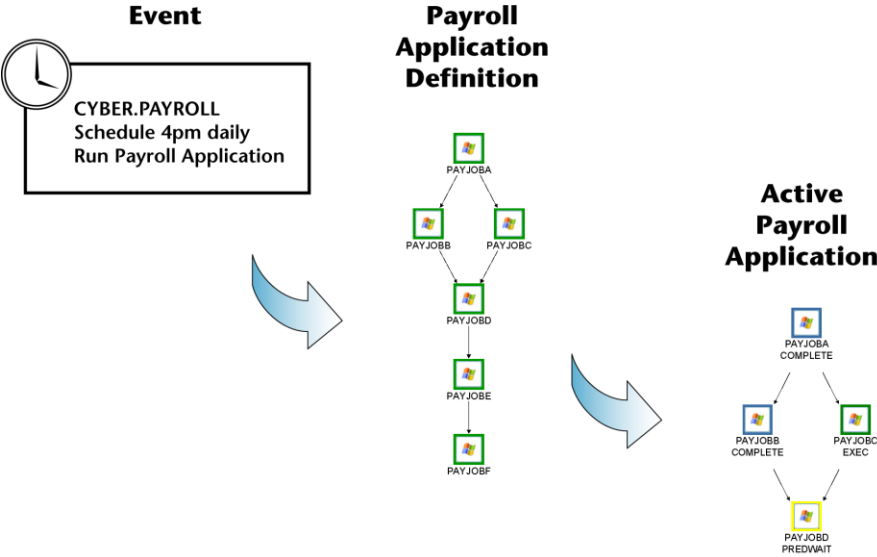 Event
CYBER.PAYROLL
Schedule 4pm daily
Run Payroll Application
Payroll
Application
Definition
PAYJOBA
PAYJOBB
PAYJOBC
PAYJOBD
PAYJOBE
PAYJOBF
Active
Payroll
Application
PAYJOBA
COMPLETE
PAYJOBB
COMPLETE
PAYJOBC
EXEC
PAYJOBD
PREDWAIT